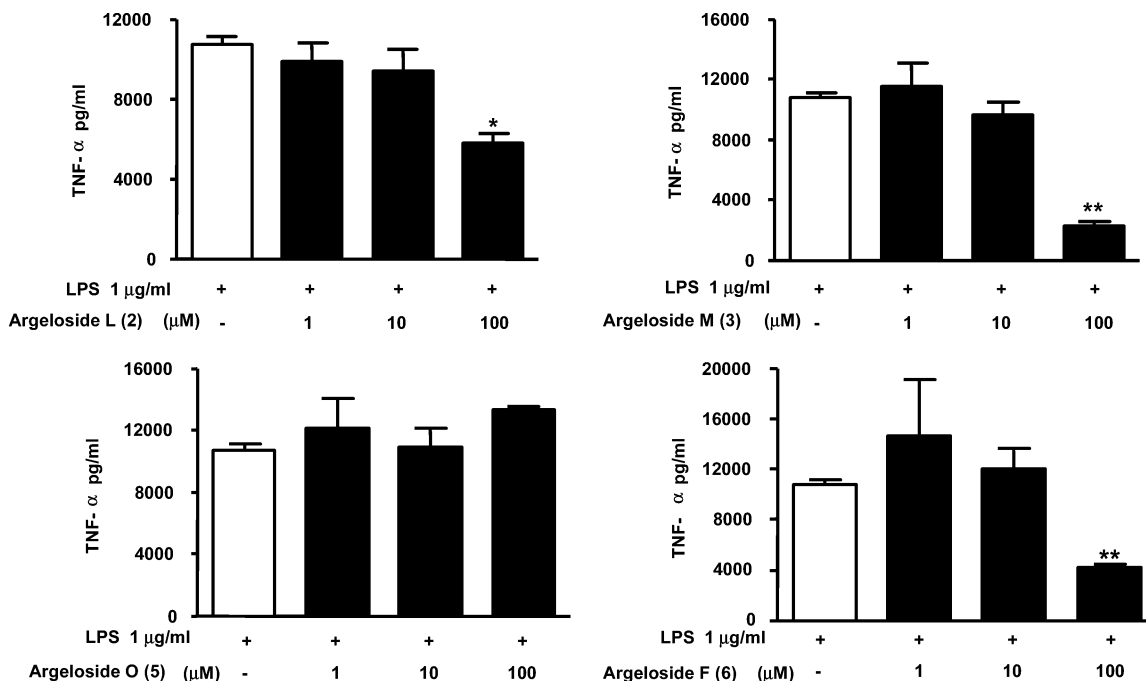 12000
8000
4000
0
TNF- α pg/ml
*
LPS 1 μg/ml + + + +
Argeloside L (2) (μM) - 1 10 100
16000
12000
8000
4000
0
TNF- α pg/ml
**
LPS 1 μg/ml + + + +
Argeloside M (3) (μM) - 1 10 100
16000
12000
8000
4000
0
TNF- α pg/ml
LPS 1 μg/ml + + + +
Argeloside O (5) (μM) - 1 10 100
20000
16000
12000
8000
4000
0
TNF- α pg/ml
**
LPS 1 μg/ml + + + +
Argeloside F (6) (μM) - 1 10 100